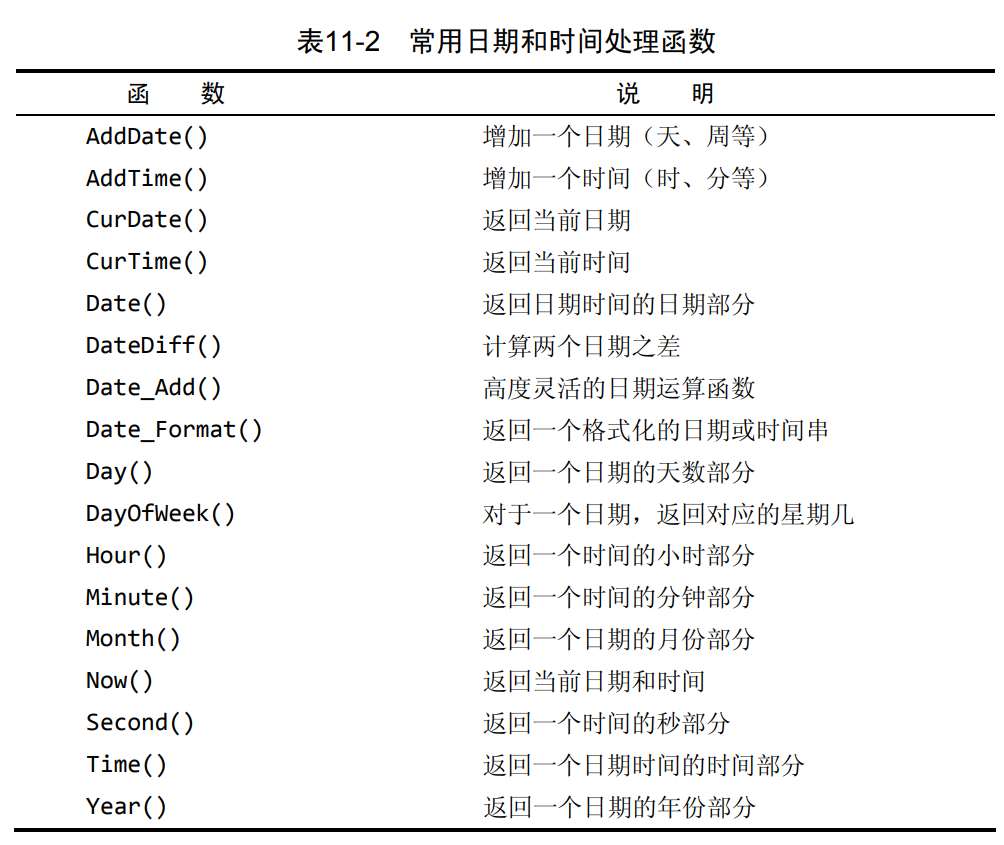 表11-2 常用日期和时间处理函数
函 数 说 明
AddDate() 增加一个日期（天、周等）
AddTime() 增加一个时间（时、分等）
CurDate() 返回当前日期
CurTime() 返回当前时间
Date() 返回日期时间的日期部分
DateDiff() 计算两个日期之差
Date_Add() 高度灵活的日期运算函数
Date_Format() 返回一个格式化的日期或时间串
Day() 返回一个日期的天数部分
DayOfWeek() 对于一个日期，返回对应的星期几
Hour() 返回一个时间的小时部分
Minute() 返回一个时间的分钟部分
Month() 返回一个日期的月份部分
Now() 返回当前日期和时间
Second() 返回一个时间的秒部分
Time() 返回一个日期时间的时间部分
Year() 返回一个日期的年份部分